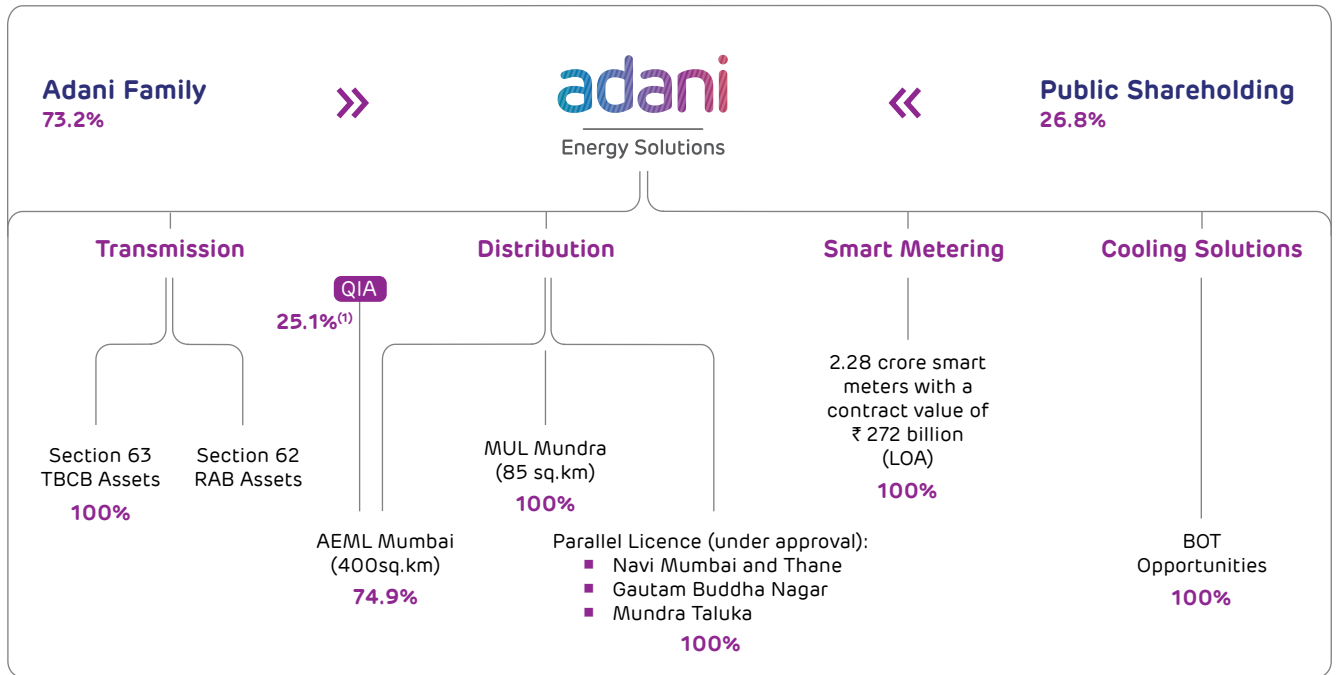 Adani Family
73.2%
adani
Energy Solutions
Public Shareholding
26.8%
Transmission
Distribution
Smart Metering
Cooling Solutions
QIA
25.1%(1)
Section 63
TBCB Assets
100%
Section 62
RAB Assets
AEML Mumbai
(400sq.km)
74.9%
MUL Mundra
(85 sq.km)
100%
Parallel Licence (under approval):
Navi Mumbai and Thane
Gautam Buddha Nagar
Mundra Taluka
100%
2.28 crore smart
meters with a
contract value of
₹ 272 billion
(LOA)
100%
BOT
Opportunities
100%